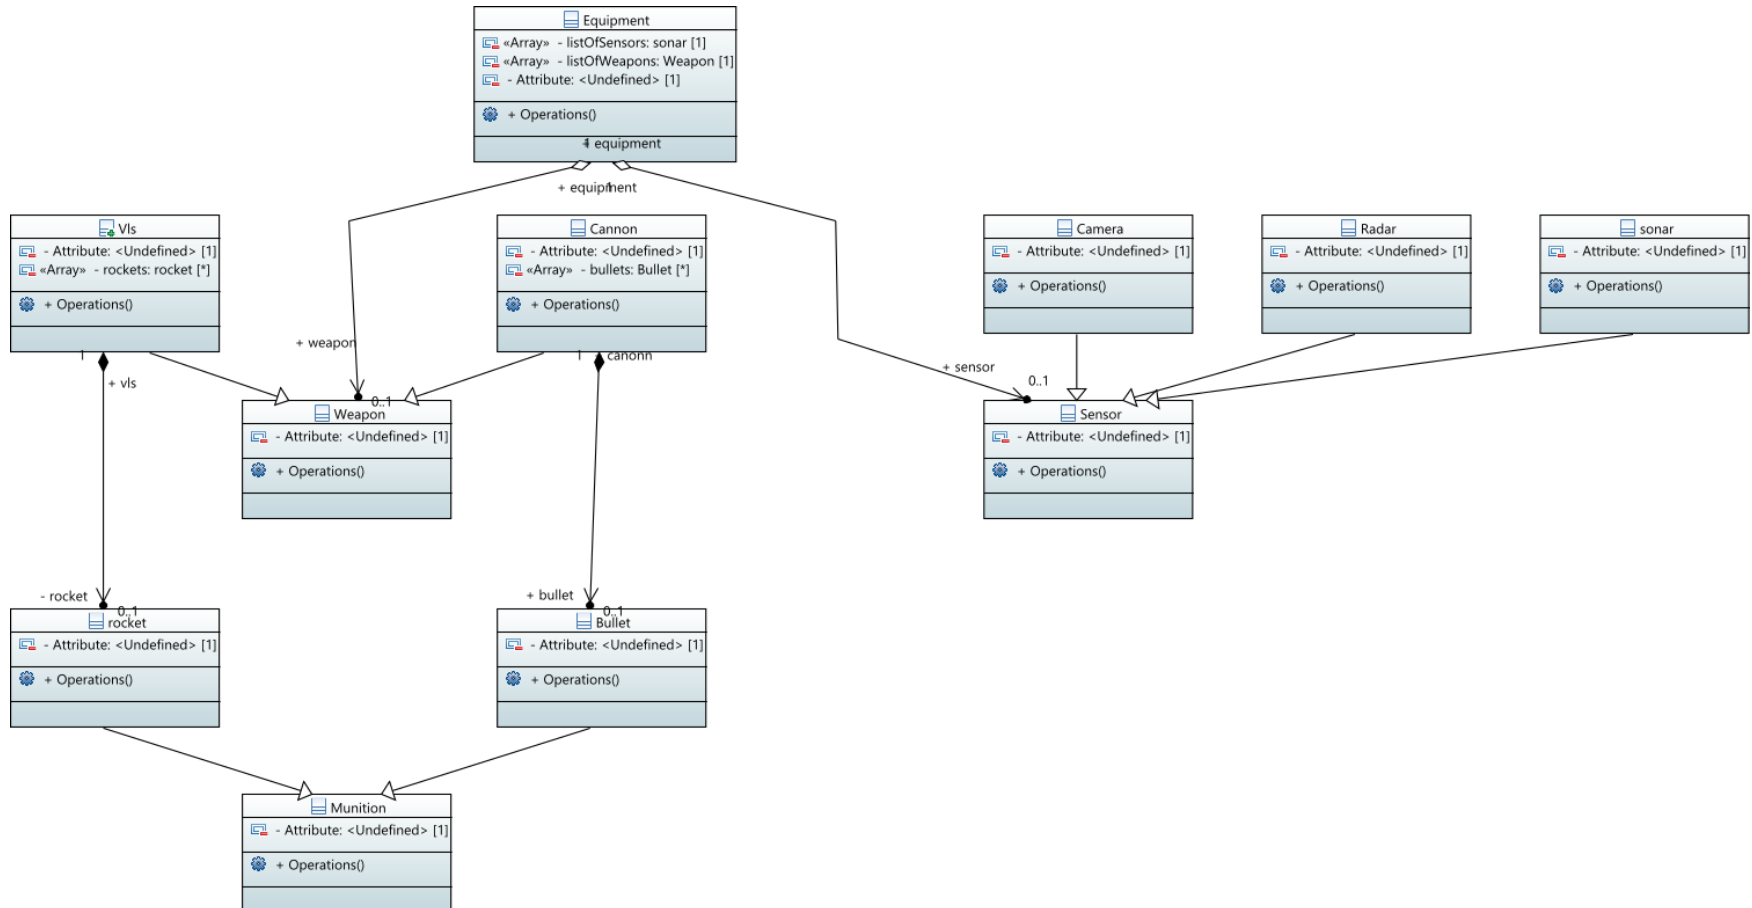 Equipment
«Array» - listOfSensors: sonar [1]
«Array» - listOfWeapons: Weapon [1]
- Attribute: <Undefined> [1]
+ Operations()
1
+ equipment
+ equipment
1
Vls
- Attribute: <Undefined> [1]
«Array» - rockets: rocket [*]
+ Operations()
Cannon
- Attribute: <Undefined> [1]
«Array» - bullets: Bullet [*]
+ Operations()
Camera
- Attribute: <Undefined> [1]
+ Operations()
Radar
- Attribute: <Undefined> [1]
+ Operations()
sonar
- Attribute: <Undefined> [1]
+ Operations()
1
+ vls
+ weapon
0..1
1
canonn
+ sensor
0..1
Weapon
- Attribute: <Undefined> [1]
+ Operations()
Sensor
- Attribute: <Undefined> [1]
+ Operations()
- rocket
0..1
+ bullet
0..1
rocket
- Attribute: <Undefined> [1]
+ Operations()
Bullet
- Attribute: <Undefined> [1]
+ Operations()
Munition
- Attribute: <Undefined> [1]
+ Operations()